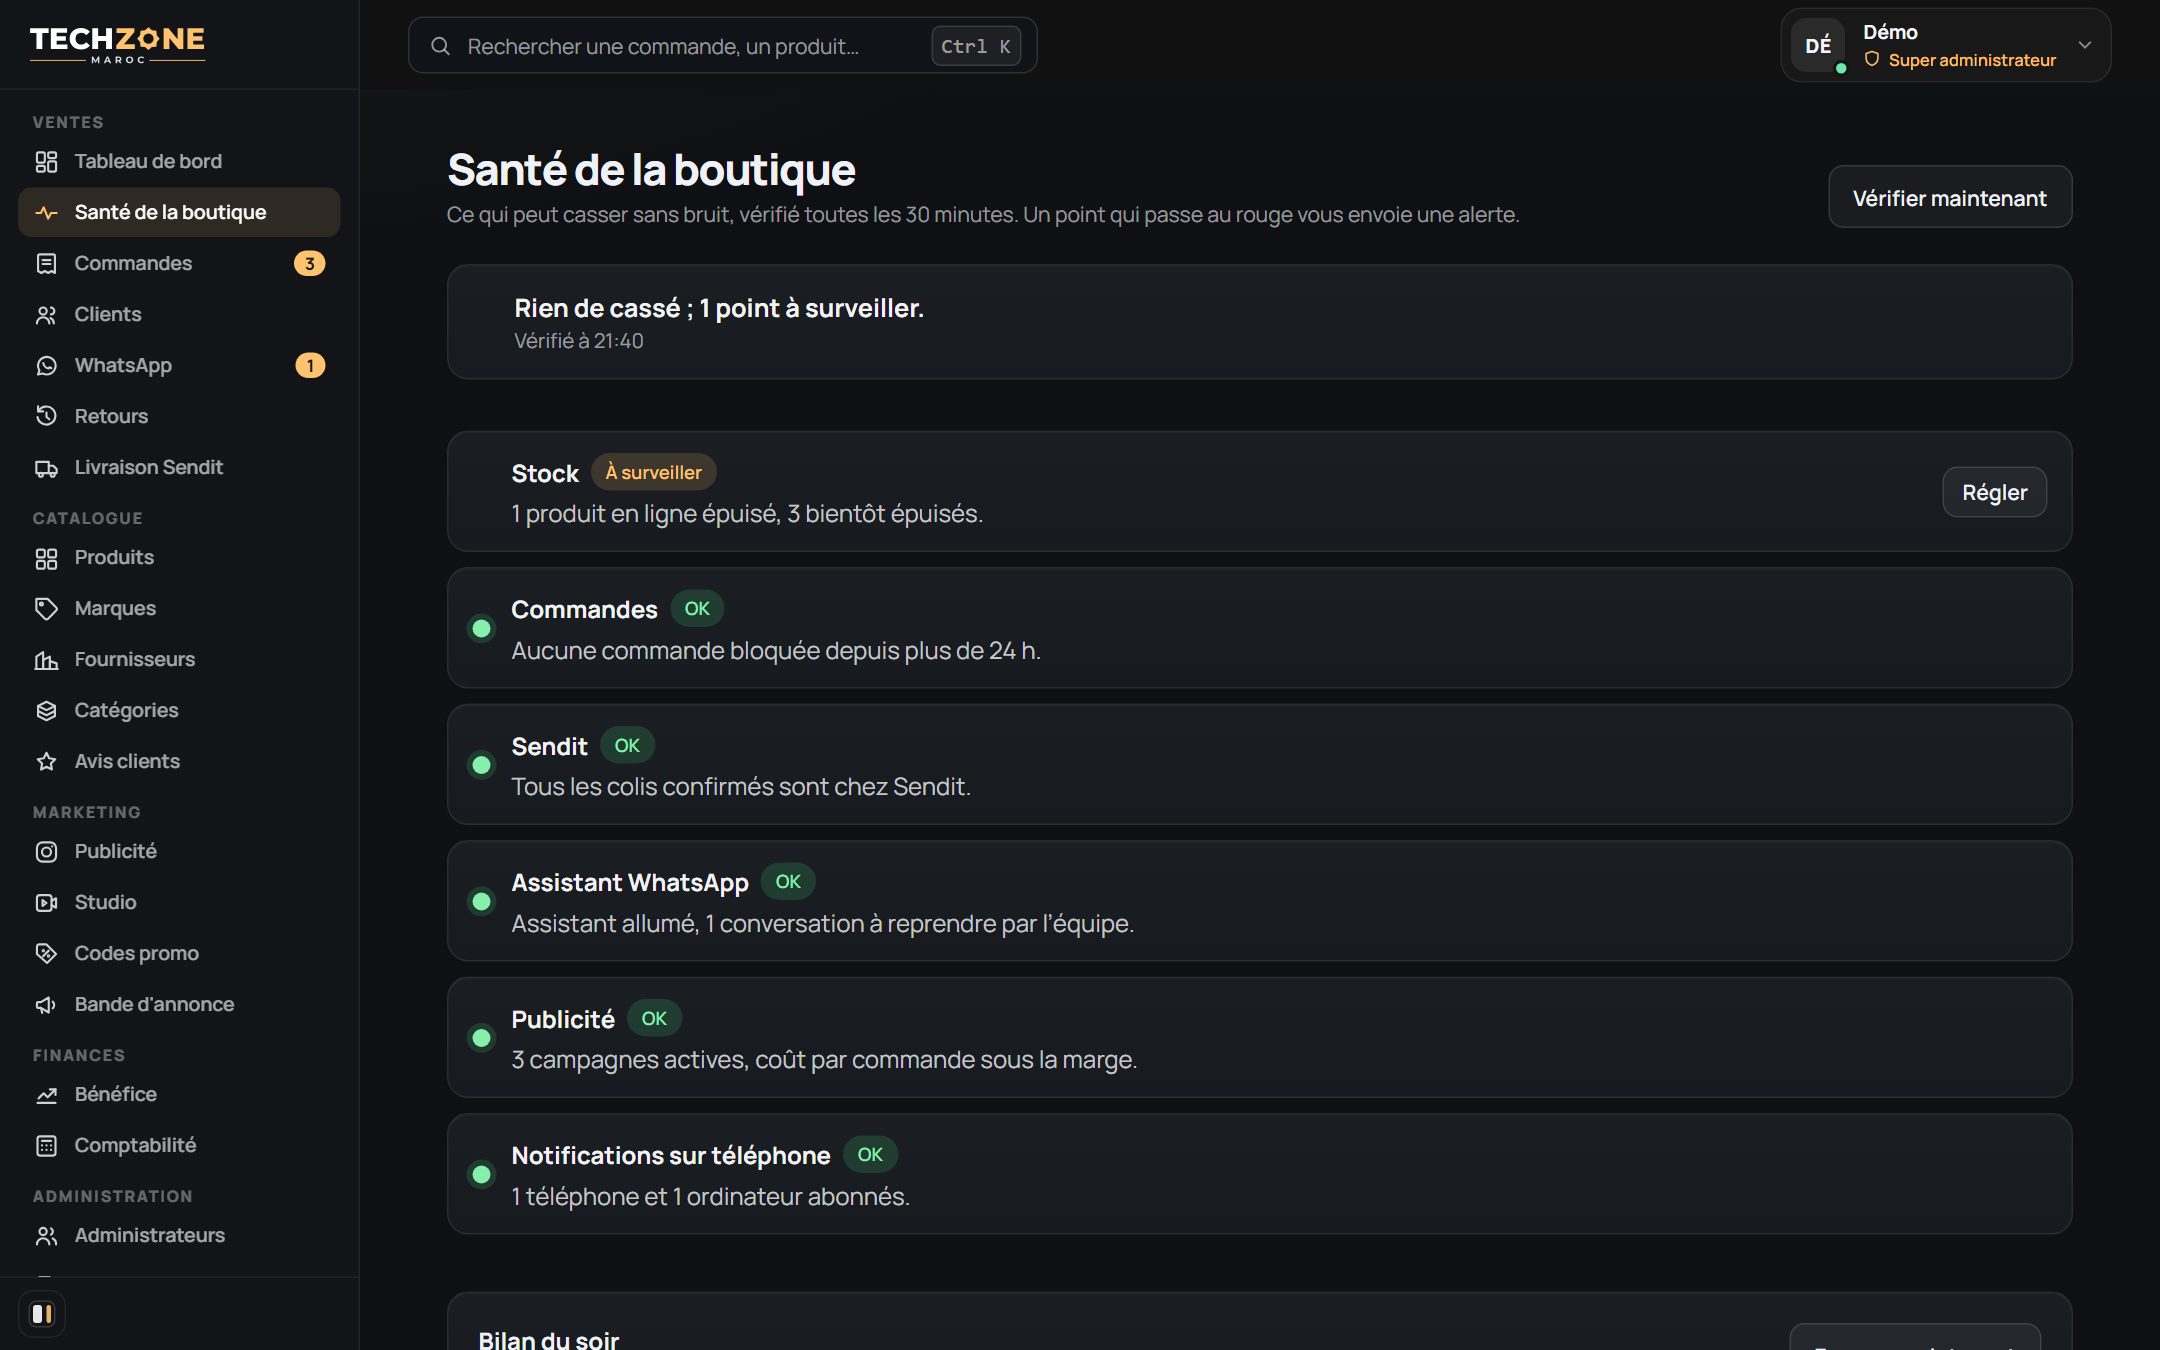 TECHZONE
MAROC
Rechercher une commande, un produit...
Ctrl K
DÉ
Démo
Super administrateur
VENTES
Tableau de bord
Santé de la boutique
Commandes
3
Clients
WhatsApp
1
Retours
Livraison Sendit
CATALOGUE
Produits
Marques
Fournisseurs
Catégories
Avis clients
MARKETING
Publicité
Studio
Codes promo
Bande d'annonce
FINANCES
Bénéfice
Comptabilité
ADMINISTRATION
Administrateurs
Santé de la boutique
Ce qui peut casser sans bruit, vérifié toutes les 30 minutes. Un point qui passe au rouge vous envoie une alerte.
Vérifier maintenant
Rien de cassé ; 1 point à surveiller.
Vérifié à 21:40
Stock À surveiller
1 produit en ligne épuisé, 3 bientôt épuisés.
Régler
Commandes OK
Aucune commande bloquée depuis plus de 24 h.
Sendit OK
Tous les colis confirmés sont chez Sendit.
Assistant WhatsApp OK
Assistant allumé, 1 conversation à reprendre par l’équipe.
Publicité OK
3 campagnes actives, coût par commande sous la marge.
Notifications sur téléphone OK
1 téléphone et 1 ordinateur abonnés.
Bilan du soir